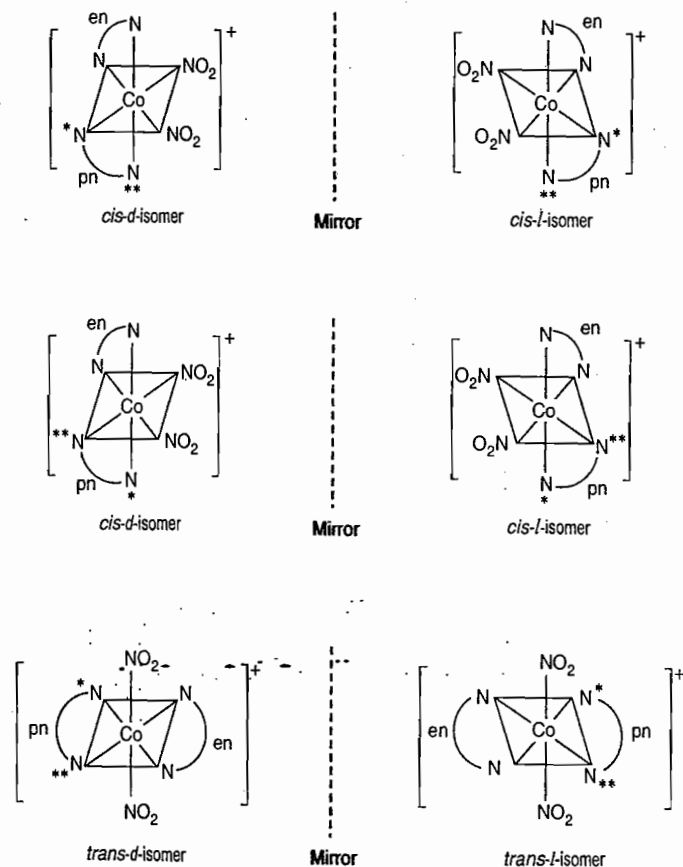 en N
N NO₂
+
Co
* N NO₂
pn N
**
cis-d-isomer
Mirror
N en
O₂N N
+
Co
O₂N N*
N pn
**
cis-l-isomer
en N
N NO₂
+
Co
** N NO₂
pn N
*
cis-d-isomer
Mirror
N en
O₂N N
+
Co
O₂N N**
N pn
*
cis-l-isomer
NO₂
+
* N N
pn Co en
** N N
NO₂
trans-d-isomer
Mirror
NO₂
+
N N *
en Co pn
N N **
NO₂
trans-l-isomer